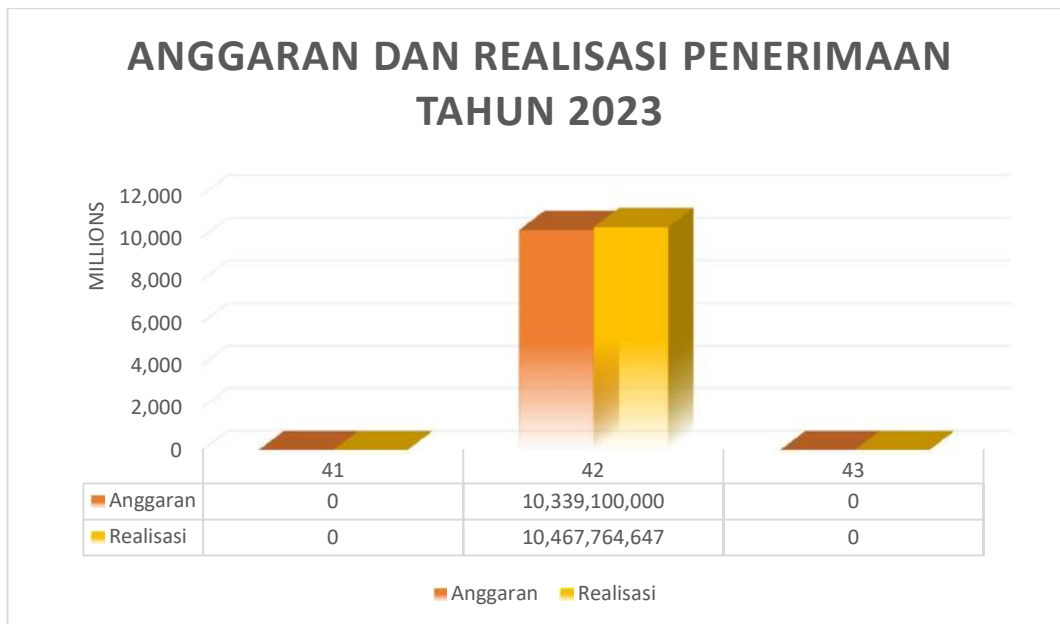 ANGGARAN DAN REALISASI PENERIMAAN
TAHUN 2023
MILLIONS
12,000
10,000
8,000
6,000
4,000
2,000
0
41 42 43
Anggaran 0 10,339,100,000 0
Realisasi 0 10,467,764,647 0
Anggaran Realisasi